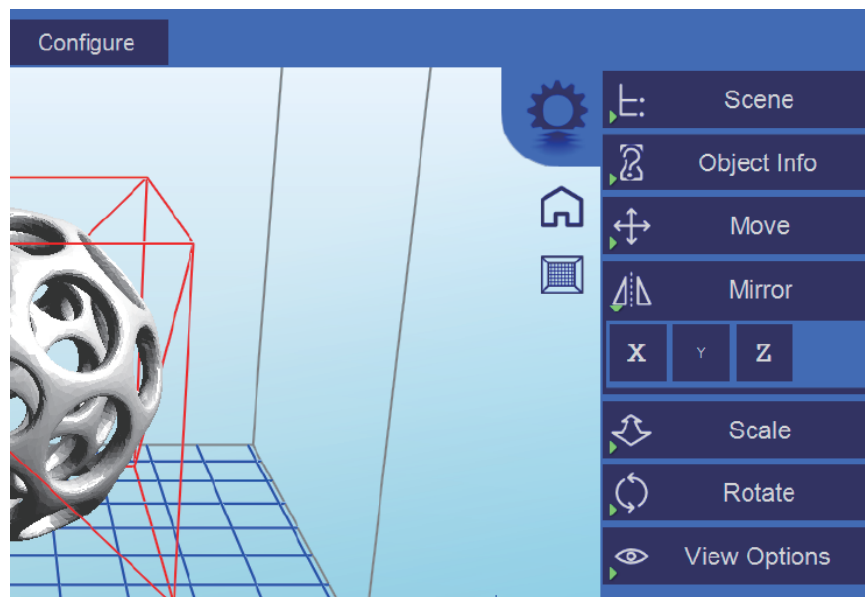 Configure
Scene
Object Info
Move
Mirror
X Y Z
Scale
Rotate
View Options